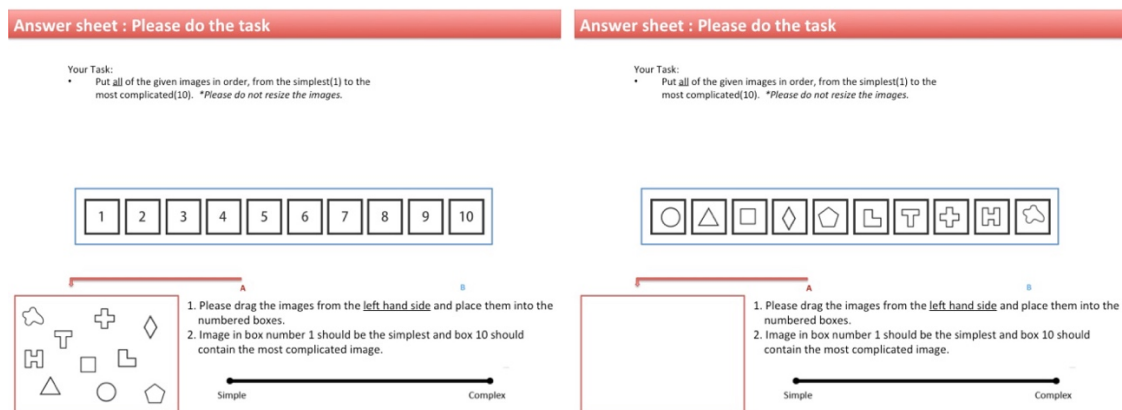 Answer sheet : Please do the task
Your Task:
• Put all of the given images in order, from the simplest(1) to the
most complicated(10). *Please do not resize the images.
1 2 3 4 5 6 7 8 9 10
A
B
1. Please drag the images from the left hand side and place them into the
numbered boxes.
2. Image in box number 1 should be the simplest and box 10 should
contain the most complicated image.
Simple Complex
Answer sheet : Please do the task
Your Task:
• Put all of the given images in order, from the simplest(1) to the
most complicated(10). *Please do not resize the images.
A
B
1. Please drag the images from the left hand side and place them into the
numbered boxes.
2. Image in box number 1 should be the simplest and box 10 should
contain the most complicated image.
Simple Complex